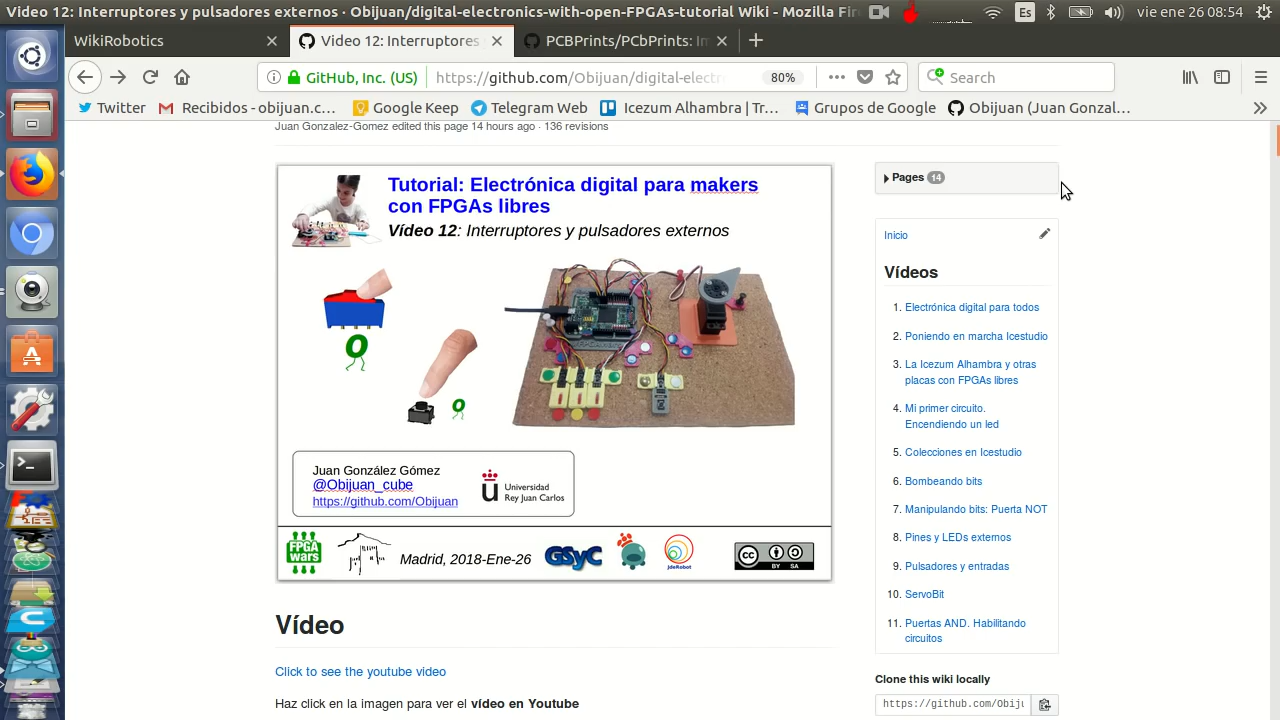 Video 12: Interruptores y pulsadores externos · Obijuan/digital-electronics-with-open-FPGAs-tutorial Wiki - Mozilla Fire
Es
vie ene 26 08:54
WikiRobotics
Video 12: Interruptores
PCBPrints/PCbPrints: Im
GitHub, Inc. (US)
https://github.com/Obijuan/digital-electr
80%
Search
Twitter
Recibidos - obijuan.c…
Google Keep
Telegram Web
Icezum Alhambra | Tr…
Grupos de Google
Obijuan (Juan Gonzal…
Juan Gonzalez-Gomez edited this page 14 hours ago · 136 revisions
Tutorial: Electrónica digital para makers
con FPGAs libres
Vídeo 12: Interruptores y pulsadores externos
Juan González Gómez
@Obijuan_cube
https://github.com/Obijuan
Universidad
Rey Juan Carlos
FPGA
wars
Madrid, 2018-Ene-26
GSyC
JdeRobot
cc
BY SA
Vídeo
Click to see the youtube video
Haz click en la imagen para ver el vídeo en Youtube
Pages 14
Inicio
Vídeos
1. Electrónica digital para todos
2. Poniendo en marcha Icestudio
3. La Icezum Alhambra y otras
placas con FPGAs libres
4. Mi primer circuito.
Encendiendo un led
5. Colecciones en Icestudio
6. Bombeando bits
7. Manipulando bits: Puerta NOT
8. Pines y LEDs externos
9. Pulsadores y entradas
10. ServoBit
11. Puertas AND. Habilitando
circuitos
Clone this wiki locally
https://github.com/Obiju